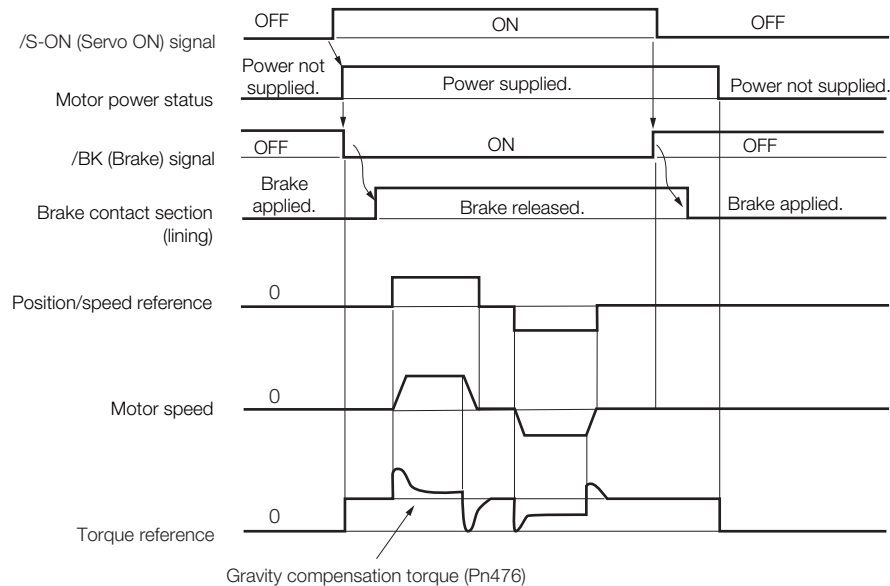 OFF ON OFF
/S-ON (Servo ON) signal
Power not
supplied. Power supplied. Power not supplied.
Motor power status
OFF ON OFF
/BK (Brake) signal
Brake
applied. Brake released. Brake applied.
Brake contact section
(lining)
0
Position/speed reference
0
Motor speed
0
Torque reference
Gravity compensation torque (Pn476)